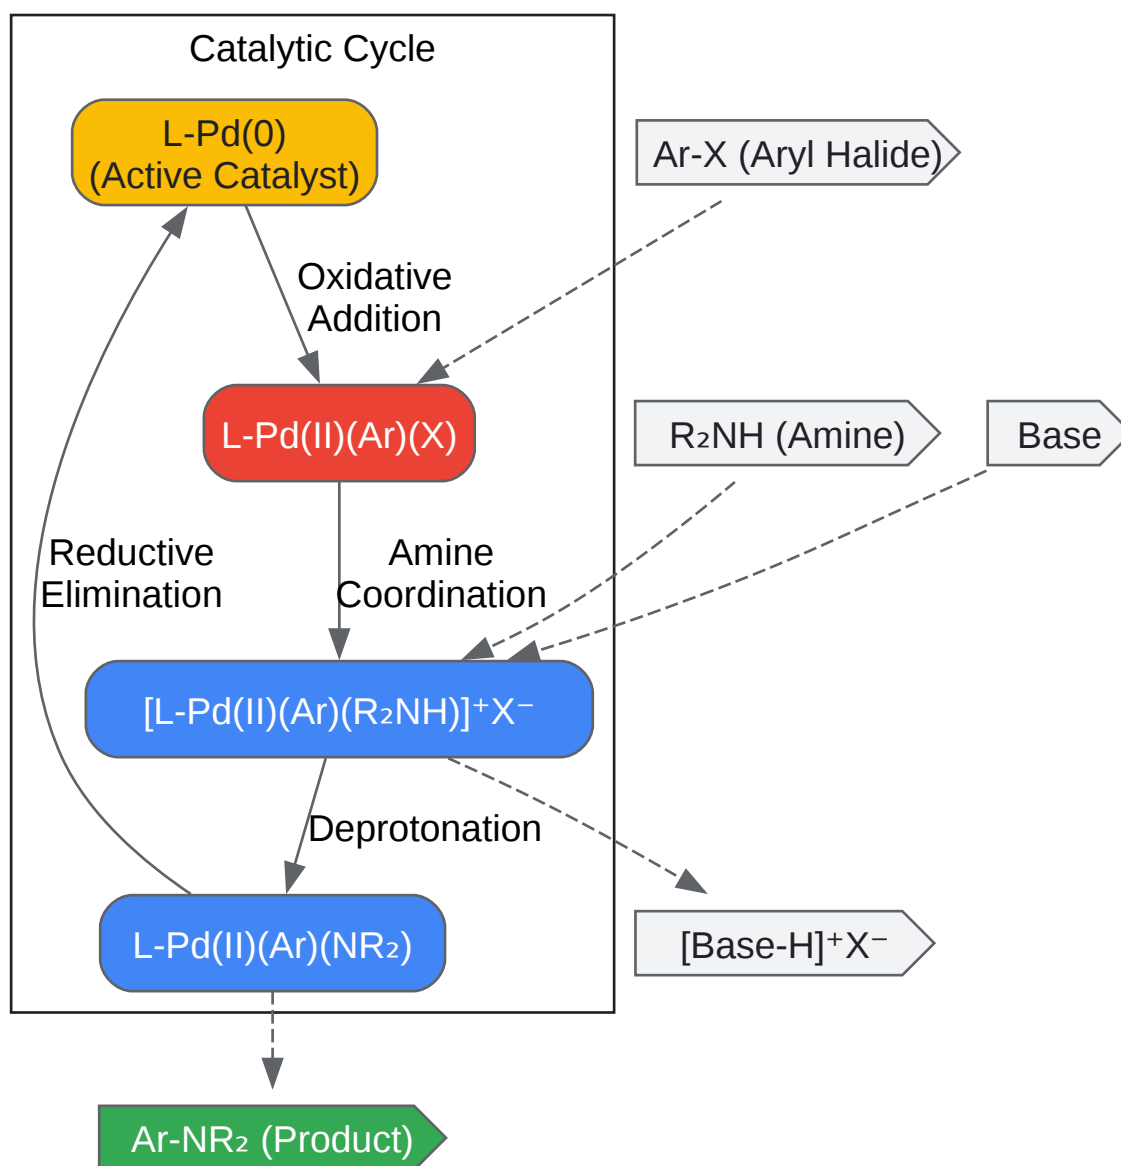 Catalytic Cycle
L-Pd(0)
(Active Catalyst)
Ar-X (Aryl Halide)
Oxidative
Addition
L-Pd(II)(Ar)(X)
R₂NH (Amine)
Base
Reductive
Elimination
Amine
Coordination
[L-Pd(II)(Ar)(R₂NH)]⁺X⁻
Deprotonation
L-Pd(II)(Ar)(NR₂)
[Base-H]⁺X⁻
Ar-NR₂ (Product)